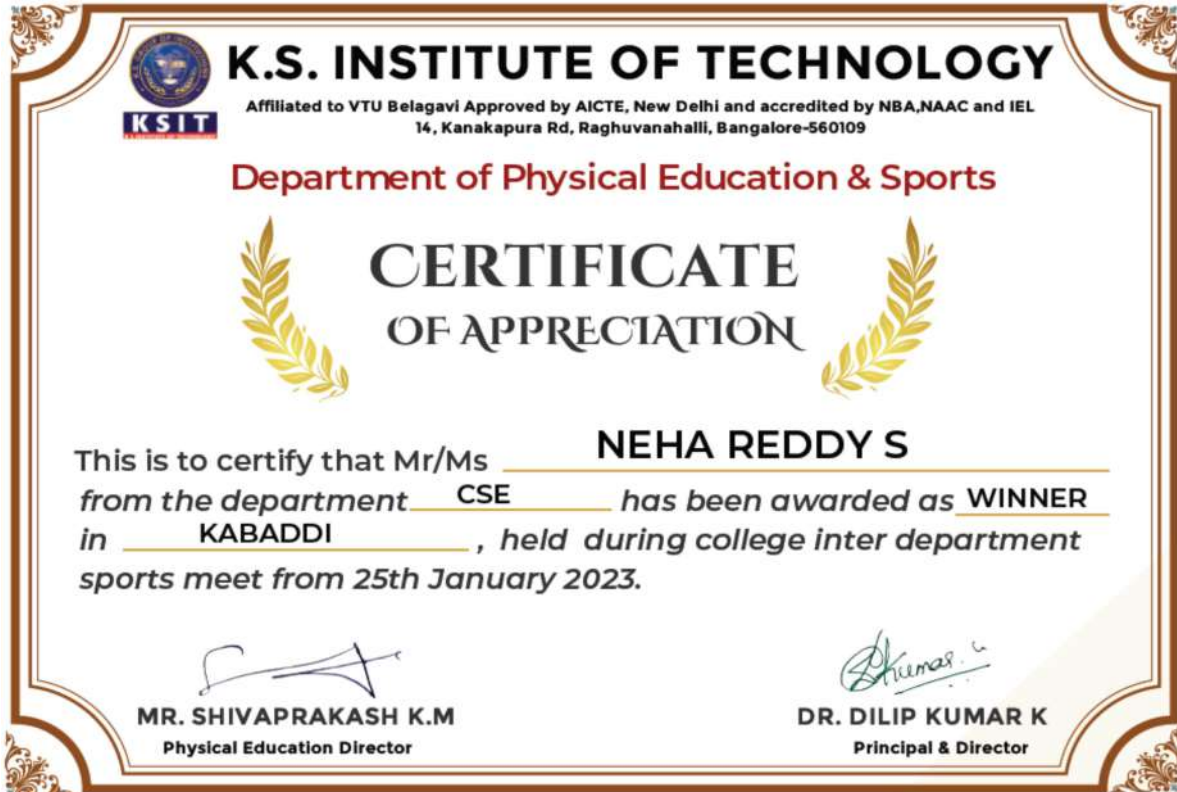 K.S. INSTITUTE OF TECHNOLOGY
KSIT
Affiliated to VTU Belagavi Approved by AICTE, New Delhi and accredited by NBA,NAAC and IEL
14, Kanakapura Rd, Raghuvanahalli, Bangalore-560109
Department of Physical Education & Sports
CERTIFICATE
OF APPRECIATION
This is to certify that Mr/Ms NEHA REDDY S
from the department CSE has been awarded as WINNER
in KABADDI , held during college inter department
sports meet from 25th January 2023.
MR. SHIVAPRAKASH K.M
Physical Education Director
DR. DILIP KUMAR K
Principal & Director